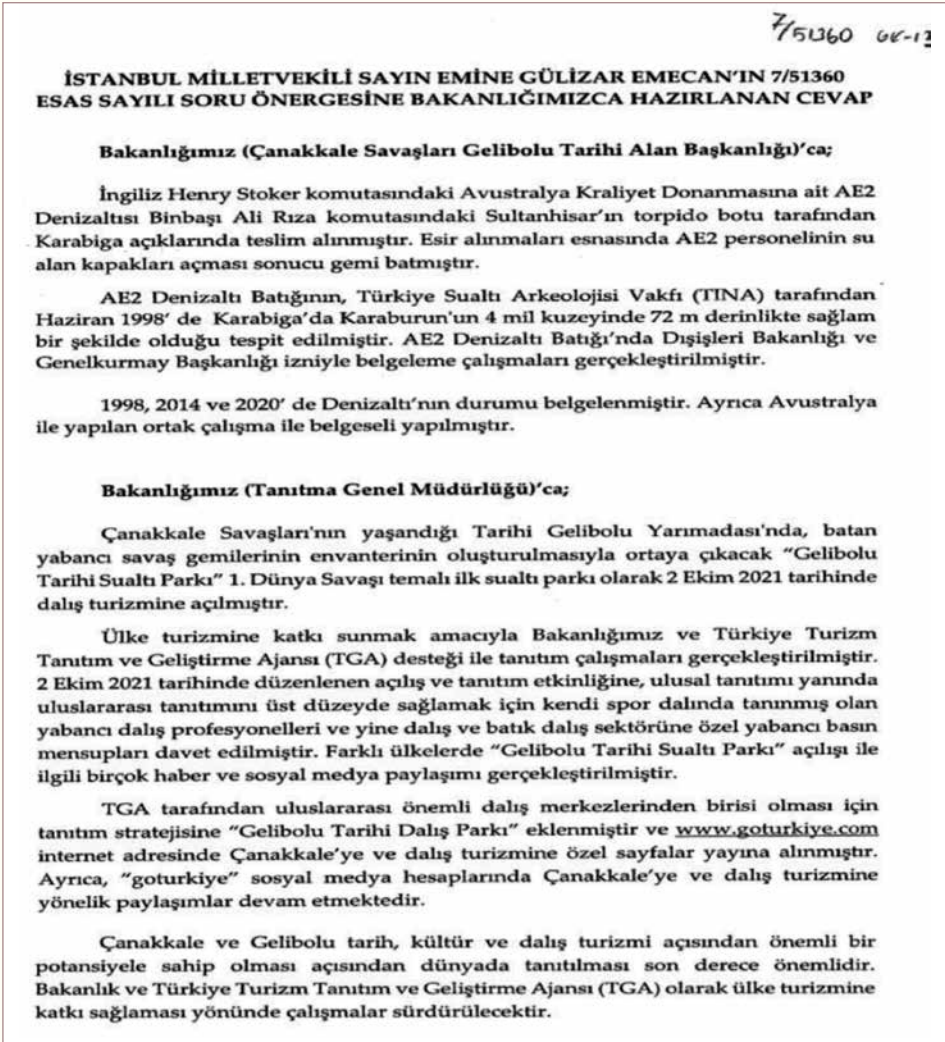 7/51360 GK-13
İSTANBUL MİLLETVEKİLİ SAYIN EMİNE GÜLİZAR EMECAN'IN 7/51360
ESAS SAYILI SORU ÖNERGESİNE BAKANLIĞIMIZCA HAZIRLANAN CEVAP
Bakanlığımız (Çanakkale Savaşları Gelibolu Tarihi Alan Başkanlığı)'ca;
İngiliz Henry Stoker komutasındaki Avustralya Kraliyet Donanmasına ait AE2
Denizaltısı Binbaşı Ali Rıza komutasındaki Sultanhisar'ın torpido botu tarafından
Karabiga açıklarında teslim alınmıştır. Esir alınmaları esnasında AE2 personelinin su
alan kapakları açması sonucu gemi batmıştır.
AE2 Denizaltı Batığının, Türkiye Sualtı Arkeolojisi Vakfı (TINA) tarafından
Haziran 1998' de Karabiga'da Karaburun'un 4 mil kuzeyinde 72 m derinlikte sağlam
bir şekilde olduğu tespit edilmiştir. AE2 Denizaltı Batığı'nda Dışişleri Bakanlığı ve
Genelkurmay Başkanlığı izniyle belgeleme çalışmaları gerçekleştirilmiştir.
1998, 2014 ve 2020' de Denizaltı'nın durumu belgelenmiştir. Ayrıca Avustralya
ile yapılan ortak çalışma ile belgeseli yapılmıştır.
Bakanlığımız (Tanıtma Genel Müdürlüğü)'ca;
Çanakkale Savaşları'nın yaşandığı Tarihi Gelibolu Yarımadası'nda, batan
yabancı savaş gemilerinin envanterinin oluşturulmasıyla ortaya çıkacak "Gelibolu
Tarihi Sualtı Parkı" 1. Dünya Savaşı temalı ilk sualtı parkı olarak 2 Ekim 2021 tarihinde
dalış turizmine açılmıştır.
Ülke turizmine katkı sunmak amacıyla Bakanlığımız ve Türkiye Turizm
Tanıtım ve Geliştirme Ajansı (TGA) desteği ile tanıtım çalışmaları gerçekleştirilmiştir.
2 Ekim 2021 tarihinde düzenlenen açılış ve tanıtım etkinliğine, ulusal tanıtımı yanında
uluslararası tanıtımını üst düzeyde sağlamak için kendi spor dalında tanınmış olan
yabancı dalış profesyonelleri ve yine dalış ve batık dalış sektörüne özel yabancı basın
mensupları davet edilmiştir. Farklı ülkelerde "Gelibolu Tarihi Sualtı Parkı" açılışı ile
ilgili birçok haber ve sosyal medya paylaşımı gerçekleştirilmiştir.
TGA tarafından uluslararası önemli dalış merkezlerinden birisi olması için
tanıtım stratejisine "Gelibolu Tarihi Dalış Parkı" eklenmiştir ve www.goturkiye.com
internet adresinde Çanakkale'ye ve dalış turizmine özel sayfalar yayına alınmıştır.
Ayrıca, "goturkiye" sosyal medya hesaplarında Çanakkale'ye ve dalış turizmine
yönelik paylaşımlar devam etmektedir.
Çanakkale ve Gelibolu tarih, kültür ve dalış turizmi açısından önemli bir
potansiyele sahip olması açısından dünyada tanıtılması son derece önemlidir.
Bakanlık ve Türkiye Turizm Tanıtım ve Geliştirme Ajansı (TGA) olarak ülke turizmine
katkı sağlaması yönünde çalışmalar sürdürülecektir.